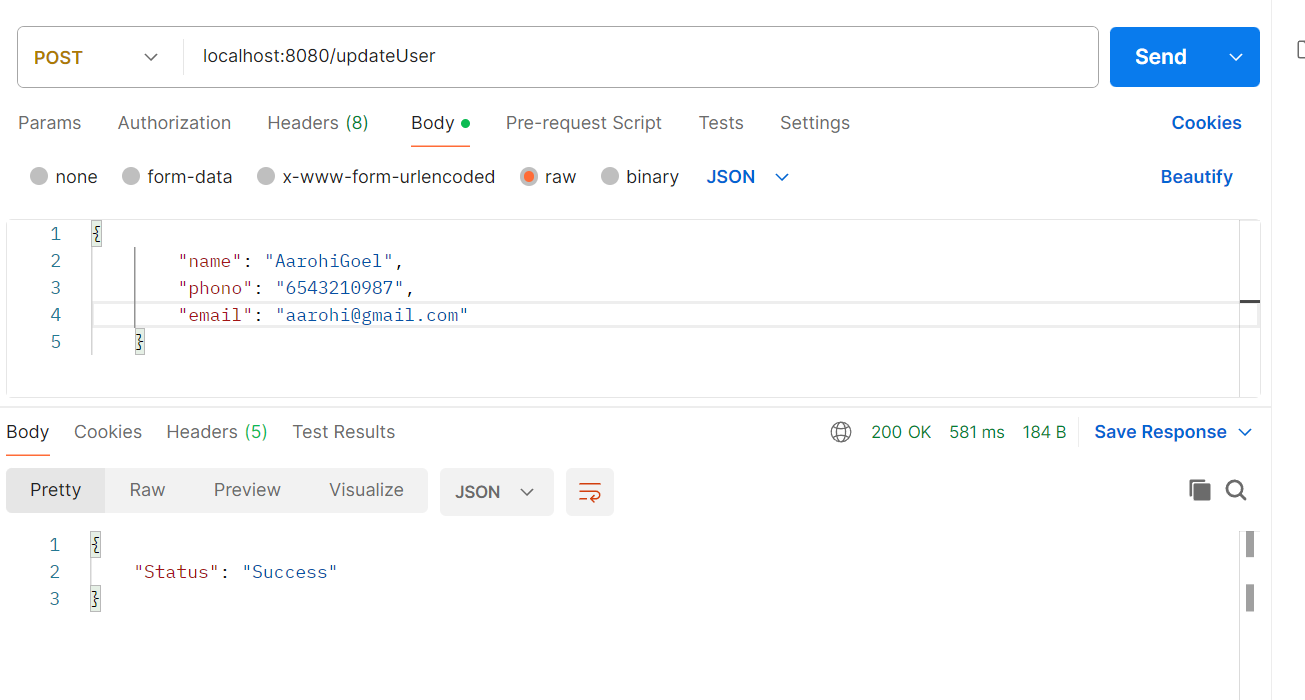 POST localhost:8080/updateUser Send
Params Authorization Headers (8) Body Pre-request Script Tests Settings Cookies
none form-data x-www-form-urlencoded raw binary JSON Beautify
1 {
2 "name": "AarohiGoel",
3 "phono": "6543210987",
4 "email": "aarohi@gmail.com"
5 }
Body Cookies Headers (5) Test Results 200 OK 581 ms 184 B Save Response
Pretty Raw Preview Visualize JSON
1 {
2 "Status": "Success"
3 }